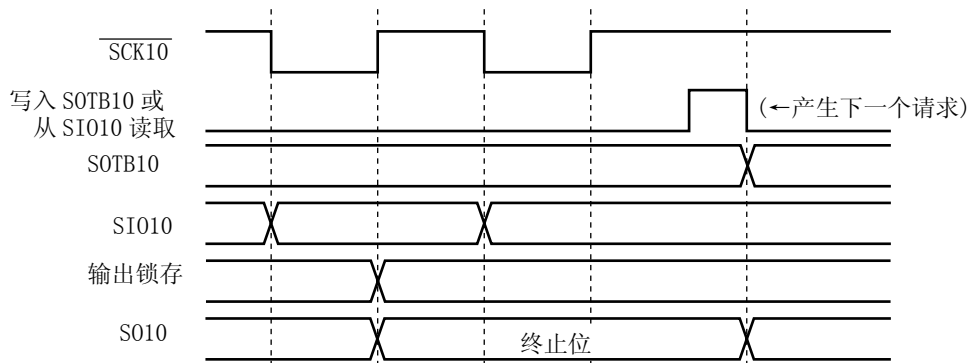 SCK10
写入 SOTB10 或
从 SIO10 读取
(←产生下一个请求)
SOTB10
SIO10
输出锁存
SO10
终止位